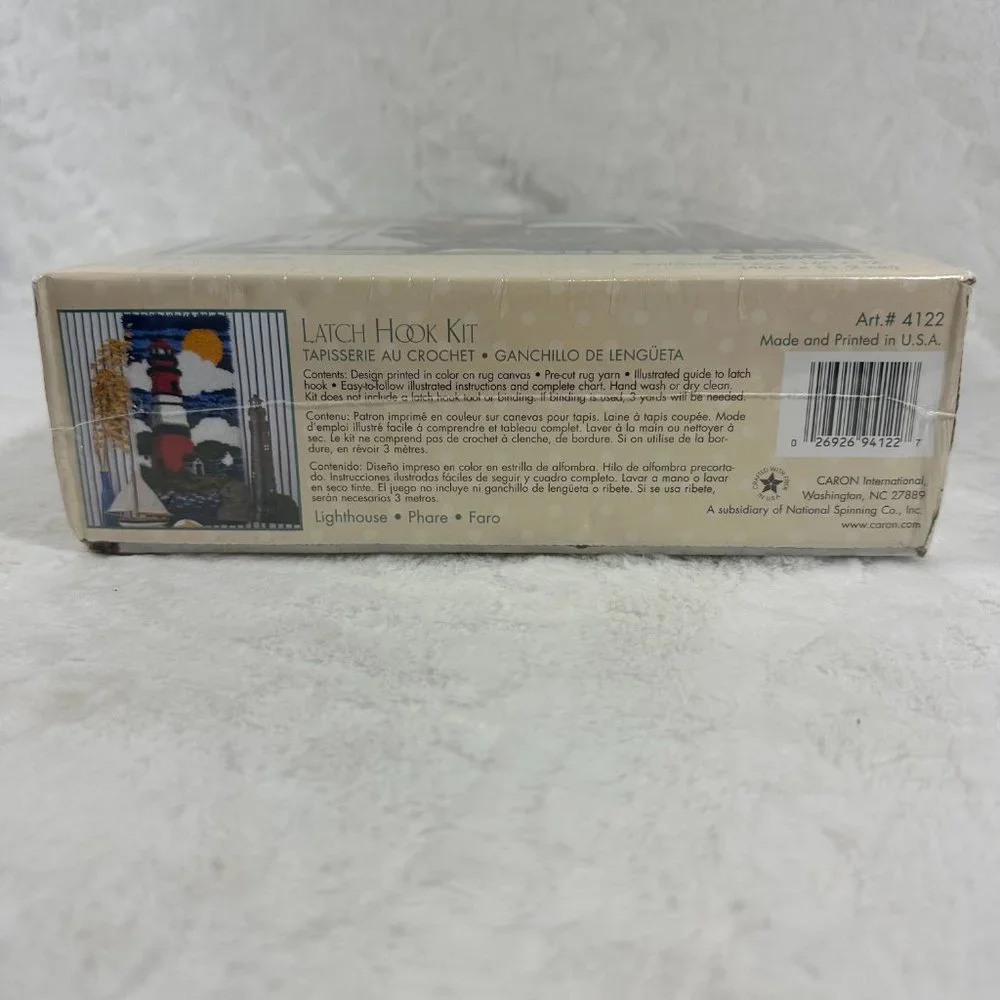 LATCH HOOK KIT
TAPISSERIE AU CROCHET • GANCHILLO DE LENGÜETA
Contents: Design printed in color on rug canvas • Pre-cut rug yarn • Illustrated guide to latch
hook • Easy-to-follow illustrated instructions and complete chart. Hand wash or dry clean.
Kit does not include a latch hook tool or binding. If binding is used, 3 yards will be needed.
Contenu: Patron imprimé en couleur sur canevas pour tapis. Laine à tapis coupée. Mode
d'emploi illustré facile à comprendre et tableau complet. Laver à la main ou nettoyer à
sec. Le kit ne comprend pas de crochet à clenche, de bordure. Si on utilise de la bor-
dure, en révoir 3 mètres.
Contenido: Diseño impreso en color en estrilla de alfombra. Hilo de alfombra precorta-
do. Instrucciones ilustradas fáciles de seguir y cuadro completo. Lavar a mano o lavar
en seco tinte. El juego no incluye ni ganchillo de lengüeta o ribete. Si se usa ribete,
serán necesarios 3 metros.
Lighthouse • Phare • Faro
Art.# 4122
Made and Printed in U.S.A.
0 26926 94122 7
CRAFTED WITH PRIDE
IN U.S.A.
CARON International,
Washington, NC 27889
A subsidiary of National Spinning Co., Inc.
www.caron.com